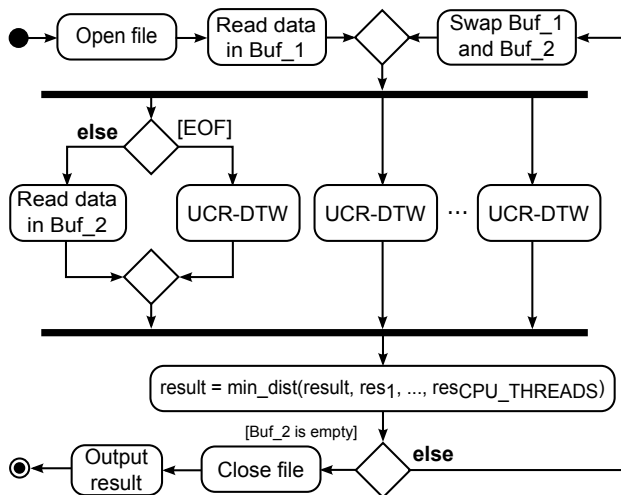 Open file
Read data
in Buf_1
Swap Buf_1
and Buf_2
else
[EOF]
Read data
in Buf_2
UCR-DTW
UCR-DTW
...
UCR-DTW
result = min_dist(result, res1, ..., resCPU_THREADS)
[Buf_2 is empty]
else
Output
result
Close file